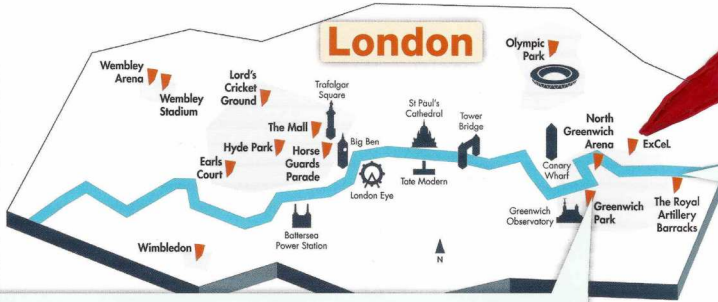 London
Olympic
Park
Wembley
Arena
Wembley
Stadium
Lord's
Cricket
Ground
Trafalgar
Square
The Mall
Hyde Park
Horse
Guards
Parade
Big Ben
Earls
Court
London Eye
St Paul's
Cathedral
Tate Modern
Tower
Bridge
Canary
Wharf
North
Greenwich
Arena
ExCeL
Greenwich
Observatory
Greenwich
Park
The Royal
Artillery
Barracks
Battersea
Power Station
Wimbledon
N